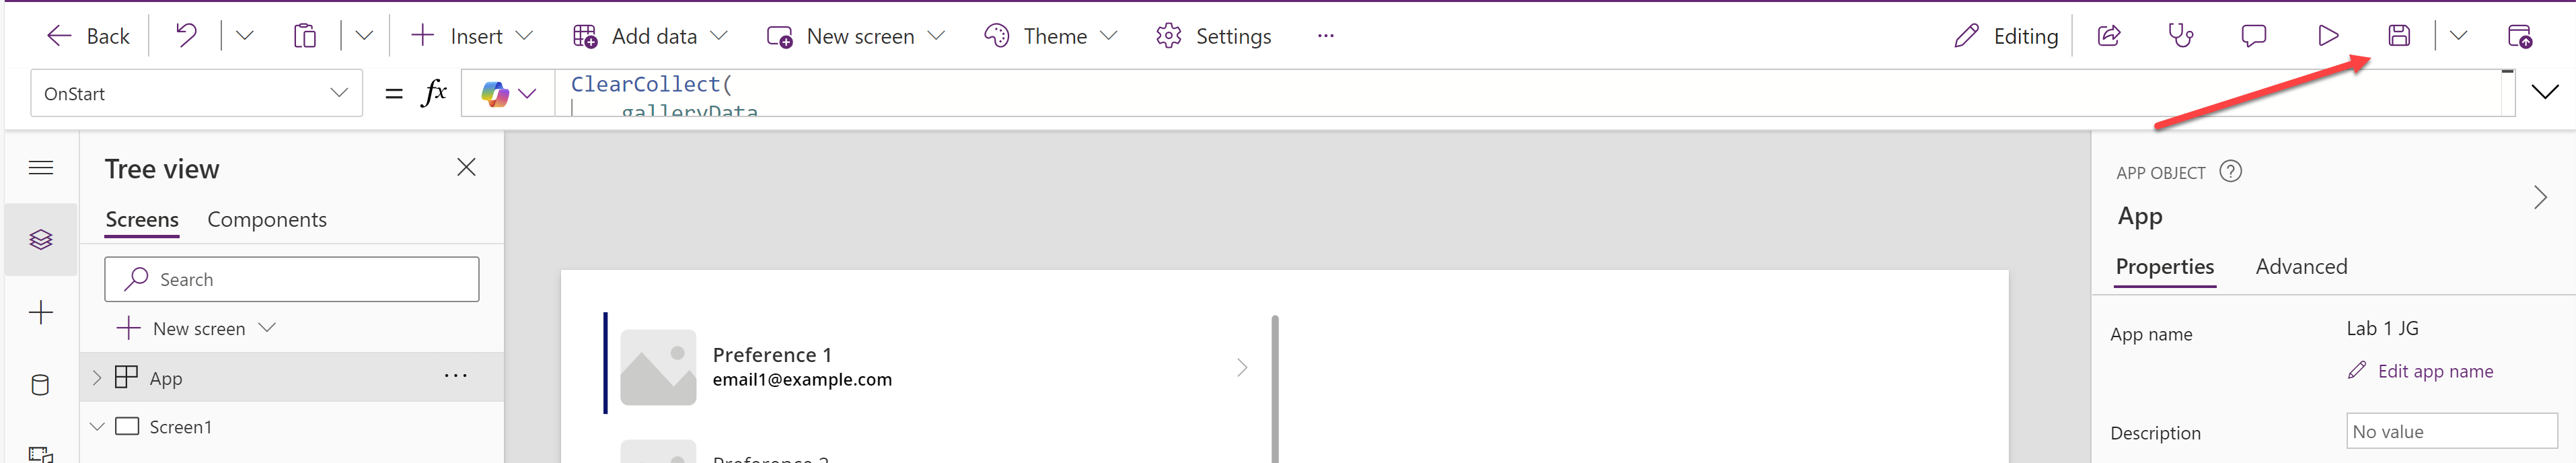 Back
Insert
Add data
New screen
Theme
Settings
...
Editing
OnStart
= fx
ClearCollect(
galleryData
Tree view
Screens Components
Search
New screen
App ...
Screen1
Preference 1
email1@example.com
Preference 2
APP OBJECT ?
App
Properties Advanced
App name Lab 1 JG
Edit app name
Description No value